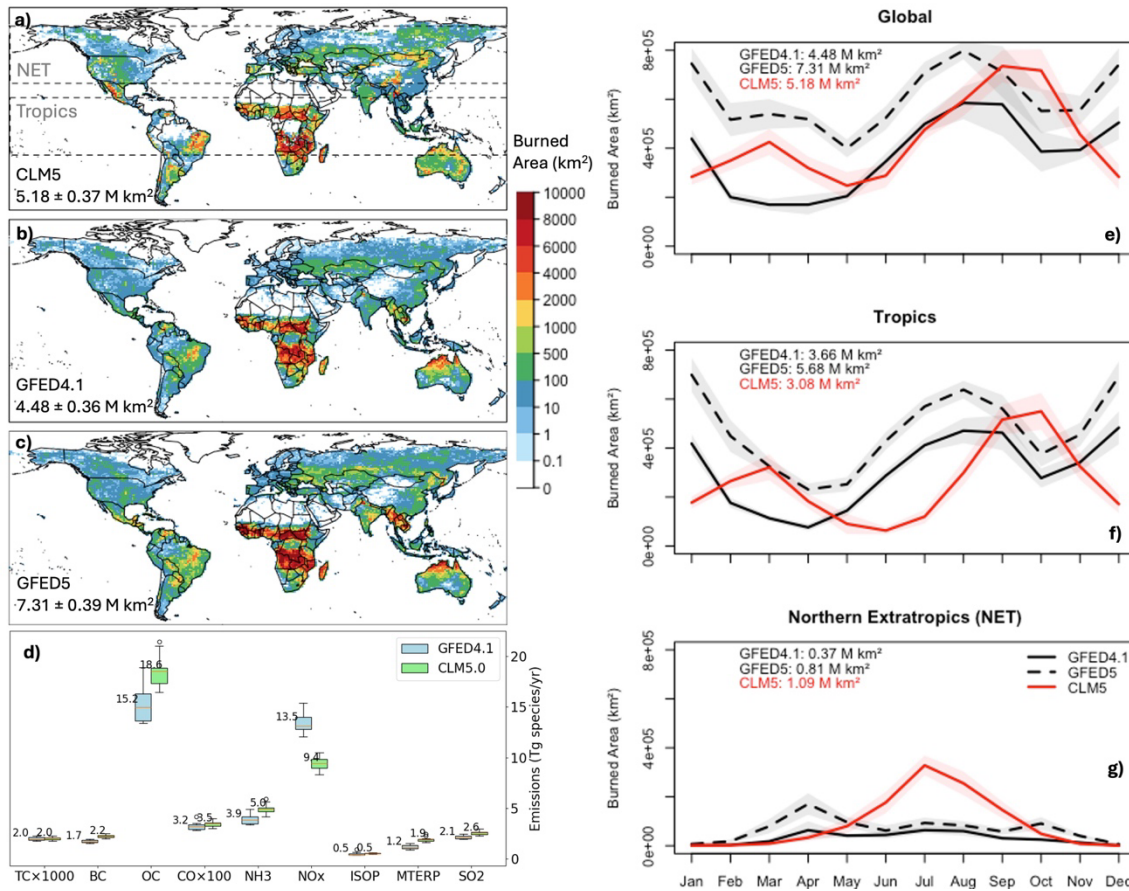 a)
NET
Tropics
CLM5
5.18 ± 0.37 M km²
b)
GFED4.1
4.48 ± 0.36 M km²
c)
GFED5
7.31 ± 0.39 M km²
Burned
Area (km²)
10000
8000
6000
4000
2000
1000
500
100
10
1
0.1
0
d)
GFED4.1
CLM5.0
2.0
2.0
1.7
2.2
15.2
18.6
3.2
3.5
3.9
5.0
13.5
9.4
0.5
0.5
1.2
1.9
2.1
2.6
20
15
10
5
0
Emissions (Tg species/yr)
TC×1000 BC OC CO×100 NH3 NOx ISOP MTERP SO2
Global
GFED4.1: 4.48 M km²
GFED5: 7.31 M km²
CLM5: 5.18 M km²
8e+05
4e+05
0e+00
Burned Area (km²)
e)
Tropics
GFED4.1: 3.66 M km²
GFED5: 5.68 M km²
CLM5: 3.08 M km²
8e+05
4e+05
0e+00
Burned Area (km²)
f)
Northern Extratropics (NET)
GFED4.1: 0.37 M km²
GFED5: 0.81 M km²
CLM5: 1.09 M km²
GFED4.1
GFED5
CLM5
8e+05
4e+05
0e+00
Burned Area (km²)
g)
Jan Feb Mar Apr May Jun Jul Aug Sep Oct Nov Dec